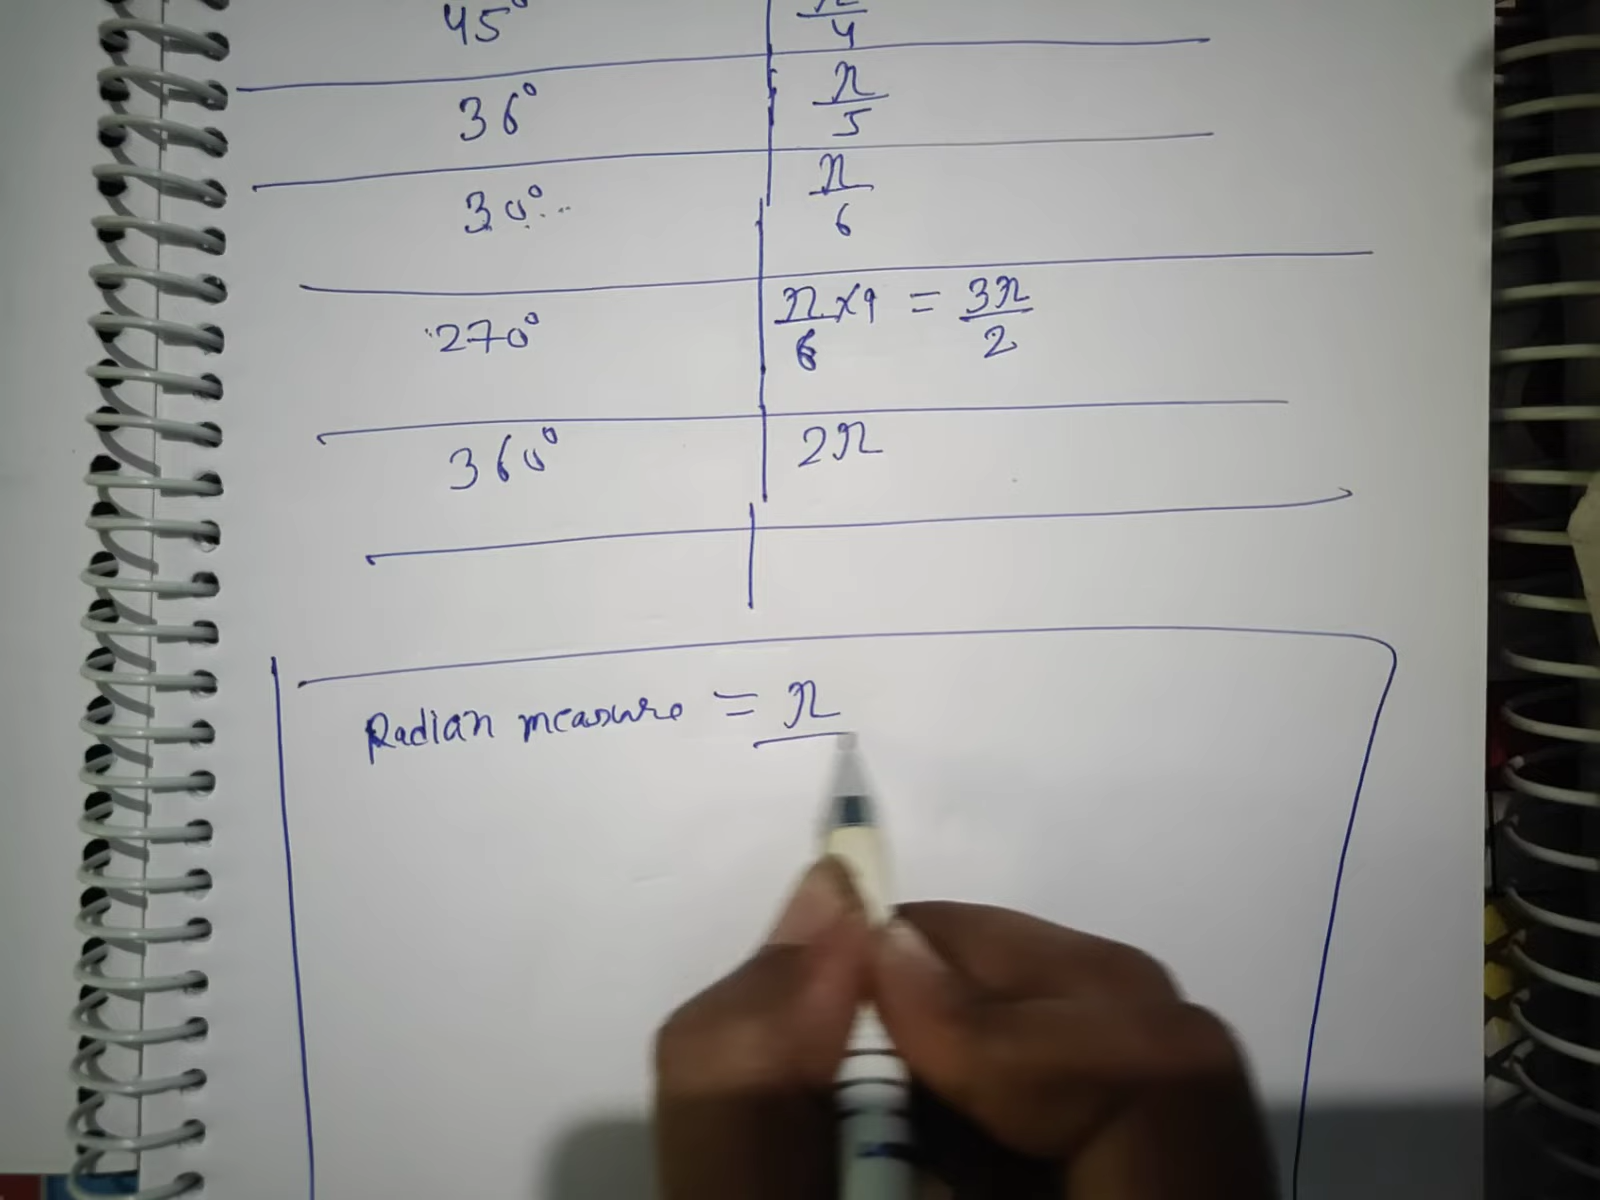 45° π/4
36° π/5
30° π/6
270° π/6 ×9 = 3π/2
360° 2π
Radian measure = π